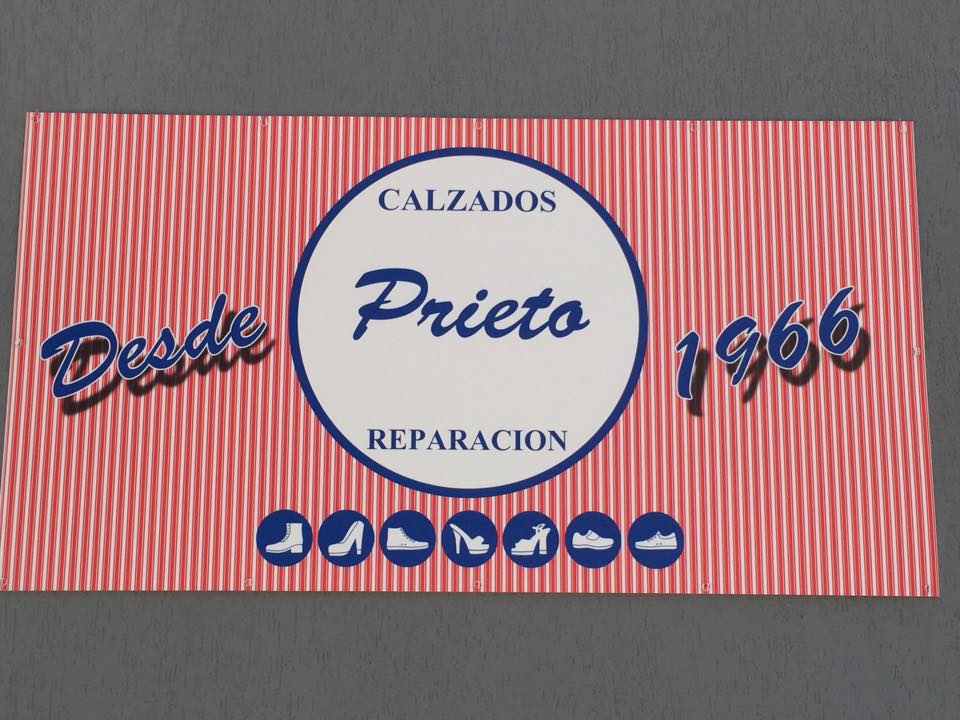 CALZADOS
Prieto
Desde 1966
REPARACION